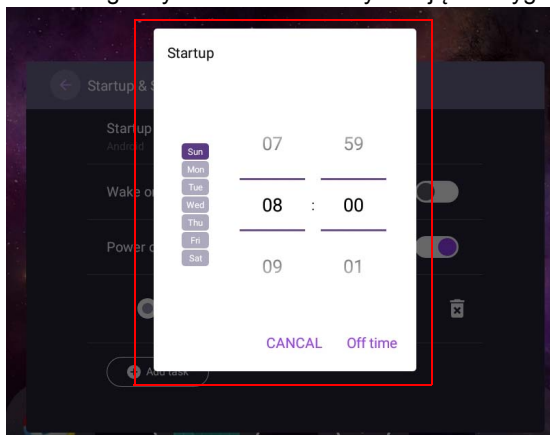 Startup
Startup & S
Startup
Android
Sun
Mon
Tue
Wed
Thu
Fri
Sat
07 59
08 : 00
09 01
Wake o
Power o
CANCAL Off time
Add task